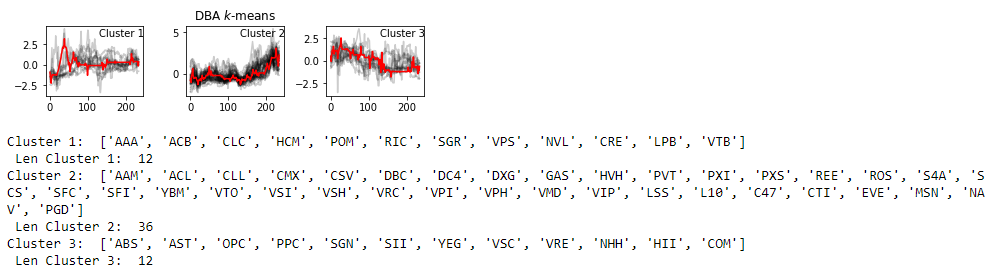 DBA k-means
Cluster 1
Cluster 2
Cluster 3
2.5
0.0
−2.5
0
100
200
5
0
0
100
200
2.5
0.0
−2.5
0
100
200
Cluster 1:  ['AAA', 'ACB', 'CLC', 'HCM', 'POM', 'RIC', 'SGR', 'VPS', 'NVL', 'CRE', 'LPB', 'VTB']
Len Cluster 1:  12
Cluster 2:  ['AAM', 'ACL', 'CLL', 'CMX', 'CSV', 'DBC', 'DC4', 'DXG', 'GAS', 'HVH', 'PVT', 'PXI', 'PXS', 'REE', 'ROS', 'S4A', 'S
CS', 'SFC', 'SFI', 'YBM', 'VTO', 'VSI', 'VSH', 'VRC', 'VPI', 'VPH', 'VMD', 'VIP', 'LSS', 'L10', 'C47', 'CTI', 'EVE', 'MSN', 'NA
V', 'PGD']
Len Cluster 2:  36
Cluster 3:  ['ABS', 'AST', 'OPC', 'PPC', 'SGN', 'SII', 'YEG', 'VSC', 'VRE', 'NHH', 'HII', 'COM']
Len Cluster 3:  12